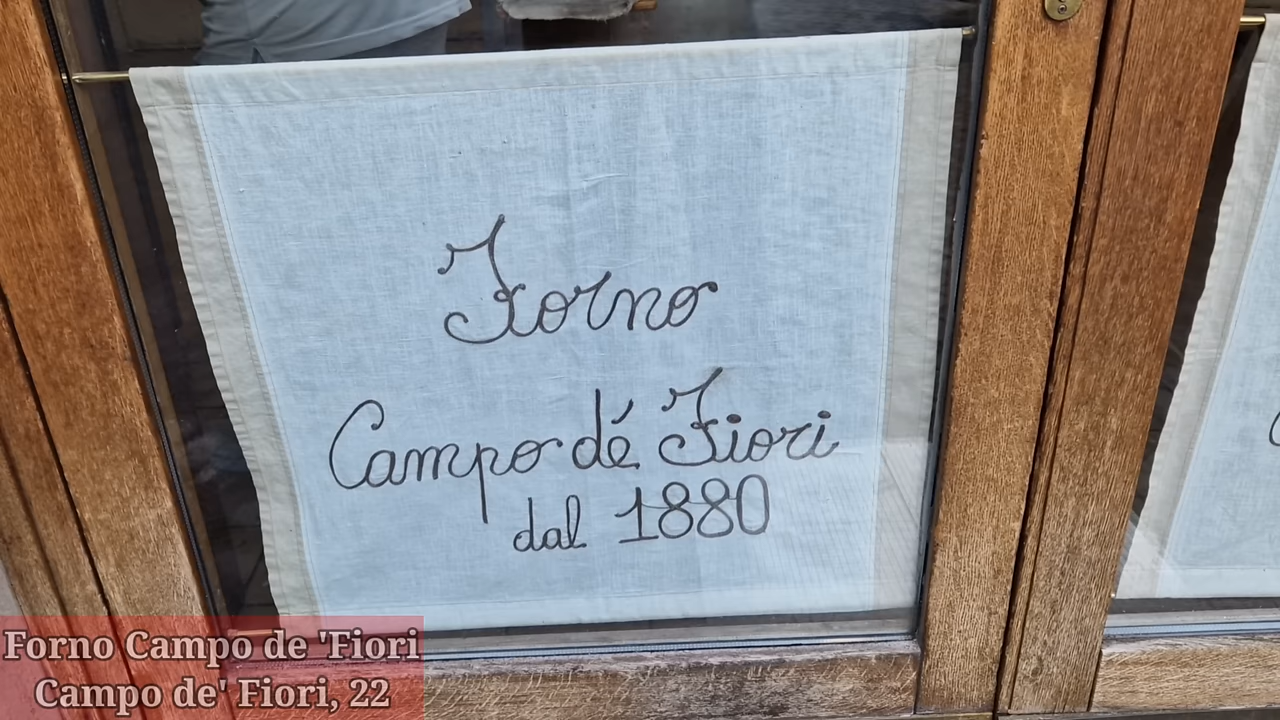 Forno
Campo dé Fiori
dal 1880
Forno Campo de 'Fiori
Campo de' Fiori, 22